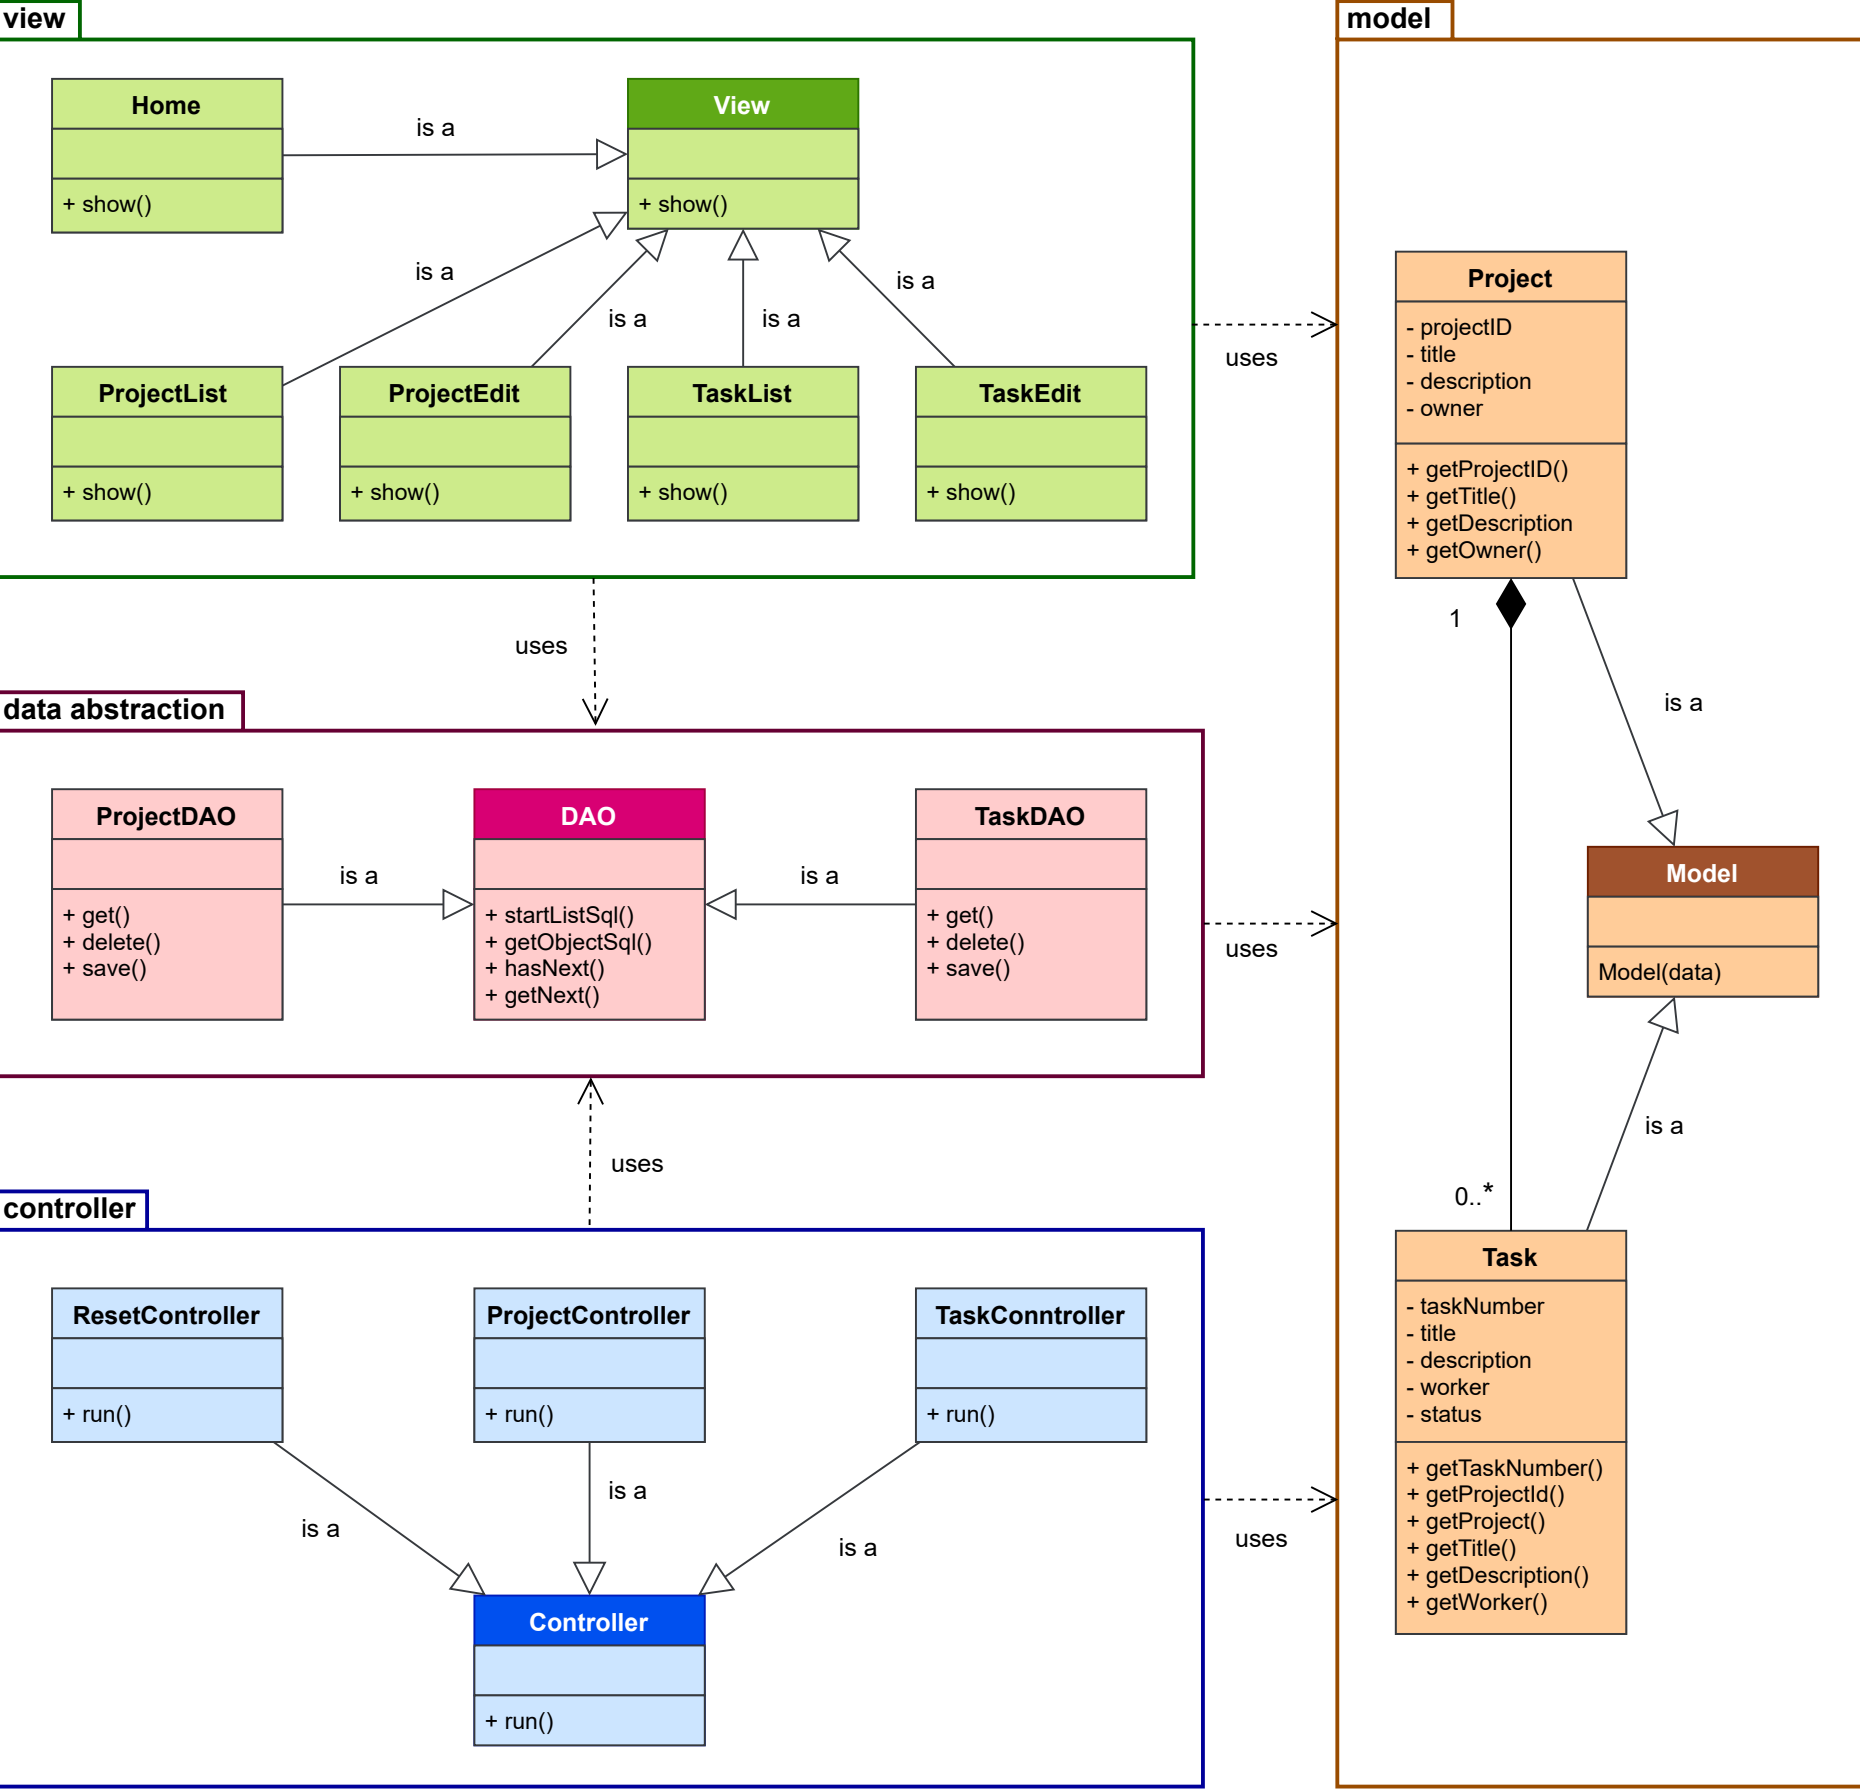 view
Home
+ show()
is a
View
+ show()
is a
is a
is a
is a
ProjectList
+ show()
ProjectEdit
+ show()
TaskList
+ show()
TaskEdit
+ show()
uses
uses
data abstraction
ProjectDAO
+ get()
+ delete()
+ save()
is a
DAO
+ startListSql()
+ getObjectSql()
+ hasNext()
+ getNext()
is a
TaskDAO
+ get()
+ delete()
+ save()
uses
uses
controller
ResetController
+ run()
ProjectController
+ run()
TaskConntroller
+ run()
is a
is a
is a
Controller
+ run()
uses
model
Project
- projectID
- title
- description
- owner
+ getProjectID()
+ getTitle()
+ getDescription
+ getOwner()
1
is a
Model
Model(data)
is a
0..*
Task
- taskNumber
- title
- description
- worker
- status
+ getTaskNumber()
+ getProjectId()
+ getProject()
+ getTitle()
+ getDescription()
+ getWorker()